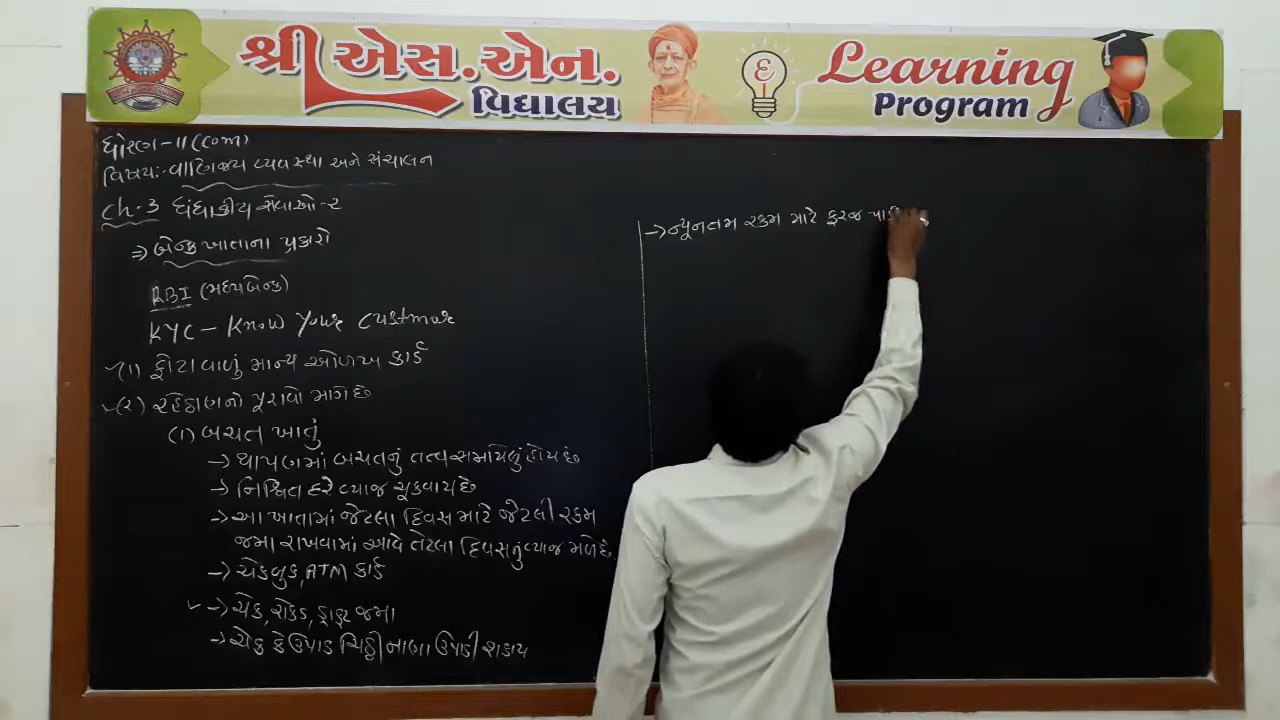 શ્રી એસ. એન.
વિદ્યાલય
Learning
Program
ધોરણ-11 (com)
વિષય:- વાણિજ્ય વ્યવસ્થા અને સંચાલન
ch-3 ધંધાકીય સેવાઓ-2
⇒ બેન્ક ખાતાના પ્રકારો
RBI (મધ્યબેન્ક)
KYC - Know Your Custmar
(1) ફોટાવાળું માન્ય ઓળખ કાર્ડ
(2) રહેઠાણનો પૂરાવો માગે છે
(1) બચત ખાતું
→ થાપણમાં બચતનું તત્વ સમાયેલું હોય છે
→ નિશ્ચિત દરે વ્યાજ ચૂકવાય છે
→ આ ખાતામાં જેટલા દિવસ માટે જેટલી રકમ
જમા રાખવામાં આવે તેટલા દિવસનું વ્યાજ મળે છે.
→ ચેકબુક, ATM કાર્ડ
→ ચેક, રોકડ, ડ્રાફ્ટ જમા
→ ચેક કે ઉપાડ ચિઠ્ઠી નાણા ઉપાડી શકાય
→ ન્યૂનતમ રકમ માટે ફરજ પાડી